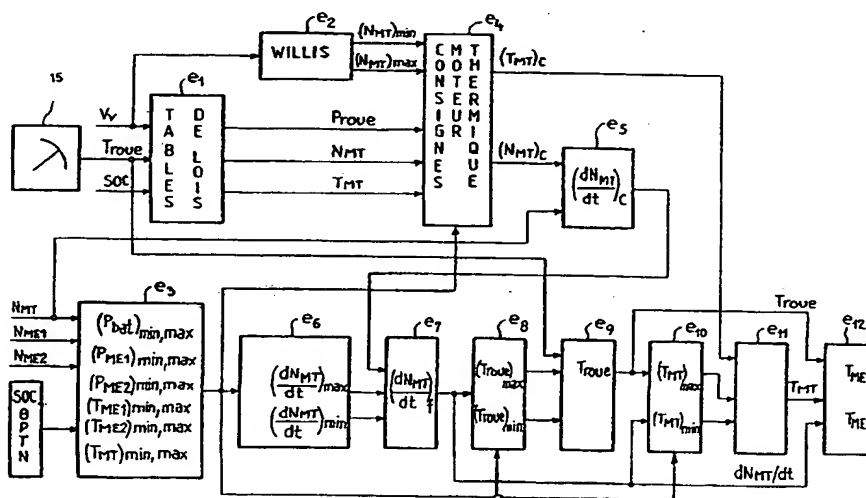 e1
e2
e4
15
WILLIS
(NMT)min
(NMT)max
CONSIGNES
MOTEUR
THERMIQUE
(TMT)C
Vv
Troue
SOC
TABLES
DE LOIS
Proue
NMT
TMT
(NMT)C
e5
(dNMT/dt)C
NMT
NME1
NME2
SOC
θPTN
e3
(Pbat)min,max
(PME1)min,max
(PME2)min,max
(TME1)min,max
(TME2)min,max
(TMT)min,max
e6
(dNMT/dt)max
(dNMT/dt)min
e7
(dNMT/dt)f
e8
(Troue)max
(Troue)min
e9
Troue
e10
(TMT)max
(TMT)min
e11
Troue
TMT
dNMT/dt
e12
TME
TME